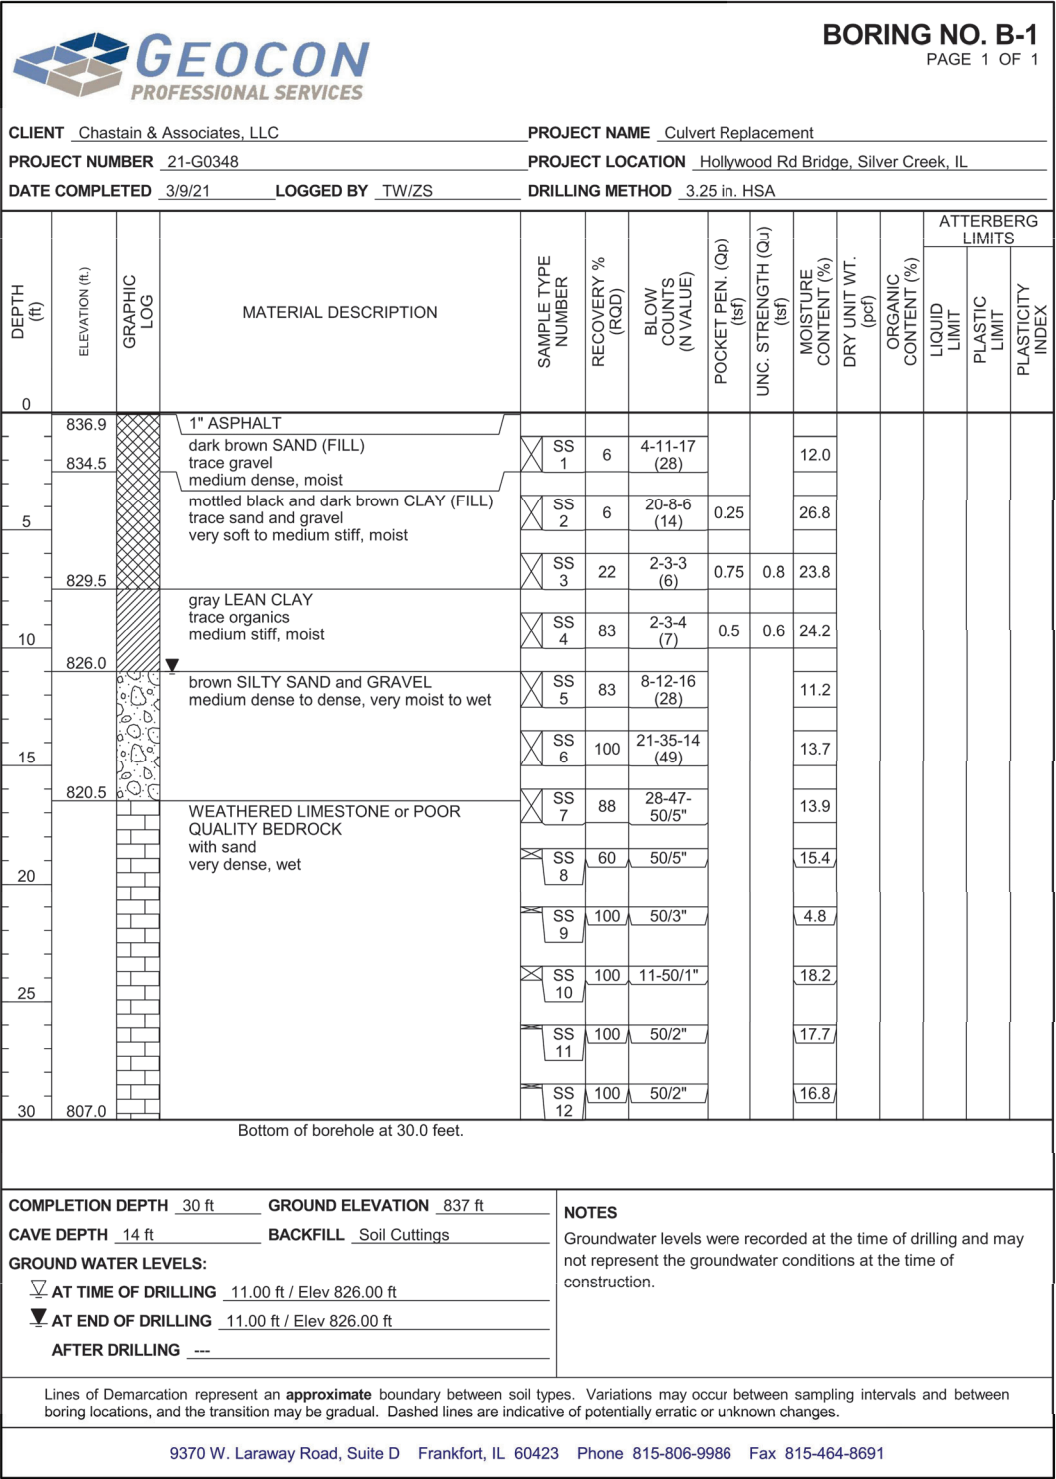 GEOCON
PROFESSIONAL SERVICES
BORING NO. B-1
PAGE 1 OF 1
CLIENT Chastain & Associates, LLC PROJECT NAME Culvert Replacement
PROJECT NUMBER 21-G0348 PROJECT LOCATION Hollywood Rd Bridge, Silver Creek, IL
DATE COMPLETED 3/9/21 LOGGED BY TW/ZS DRILLING METHOD 3.25 in. HSA
DEPTH (ft)
ELEVATION (ft.)
GRAPHIC LOG
MATERIAL DESCRIPTION
SAMPLE TYPE NUMBER
RECOVERY % (RQD)
BLOW COUNTS (N VALUE)
POCKET PEN. (Qp) (tsf)
UNC. STRENGTH (Qu) (tsf)
MOISTURE CONTENT (%)
DRY UNIT WT. (pcf)
ORGANIC CONTENT (%)
ATTERBERG LIMITS
LIQUID LIMIT
PLASTIC LIMIT
PLASTICITY INDEX
0
836.9 1" ASPHALT
dark brown SAND (FILL)
trace gravel
medium dense, moist
834.5
SS 1 6 4-11-17 (28) 12.0
mottled black and dark brown CLAY (FILL)
trace sand and gravel
very soft to medium stiff, moist
5
SS 2 6 20-8-6 (14) 0.25 26.8
SS 3 22 2-3-3 (6) 0.75 0.8 23.8
829.5
gray LEAN CLAY
trace organics
medium stiff, moist
10
SS 4 83 2-3-4 (7) 0.5 0.6 24.2
826.0
brown SILTY SAND and GRAVEL
medium dense to dense, very moist to wet
SS 5 83 8-12-16 (28) 11.2
15
SS 6 100 21-35-14 (49) 13.7
820.5
WEATHERED LIMESTONE or POOR
QUALITY BEDROCK
with sand
very dense, wet
SS 7 88 28-47-50/5" 13.9
20
SS 8 60 50/5" 15.4
SS 9 100 50/3" 4.8
25
SS 10 100 11-50/1" 18.2
SS 11 100 50/2" 17.7
SS 12 100 50/2" 16.8
30 807.0
Bottom of borehole at 30.0 feet.
COMPLETION DEPTH 30 ft GROUND ELEVATION 837 ft
CAVE DEPTH 14 ft BACKFILL Soil Cuttings
GROUND WATER LEVELS:
AT TIME OF DRILLING 11.00 ft / Elev 826.00 ft
AT END OF DRILLING 11.00 ft / Elev 826.00 ft
AFTER DRILLING ---
NOTES
Groundwater levels were recorded at the time of drilling and may
not represent the groundwater conditions at the time of
construction.
Lines of Demarcation represent an approximate boundary between soil types. Variations may occur between sampling intervals and between
boring locations, and the transition may be gradual. Dashed lines are indicative of potentially erratic or unknown changes.
9370 W. Laraway Road, Suite D Frankfort, IL 60423 Phone 815-806-9986 Fax 815-464-8691